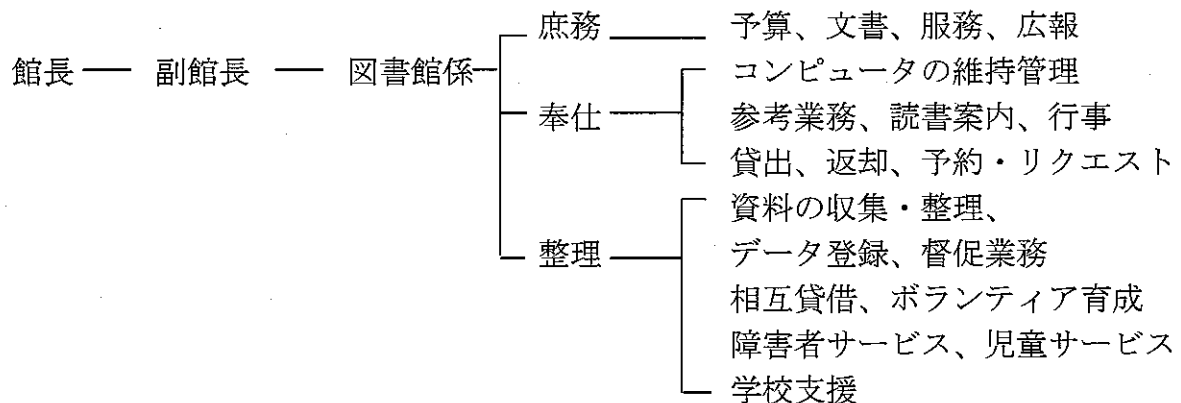 庶務 予算、文書、服務、広報
館長 副館長 図書館係 コンピュータの維持管理
奉仕 参考業務、読書案内、行事
貸出、返却、予約・リクエスト
資料の収集・整理、
整理 データ登録、督促業務
相互貸借、ボランティア育成
障害者サービス、児童サービス
学校支援